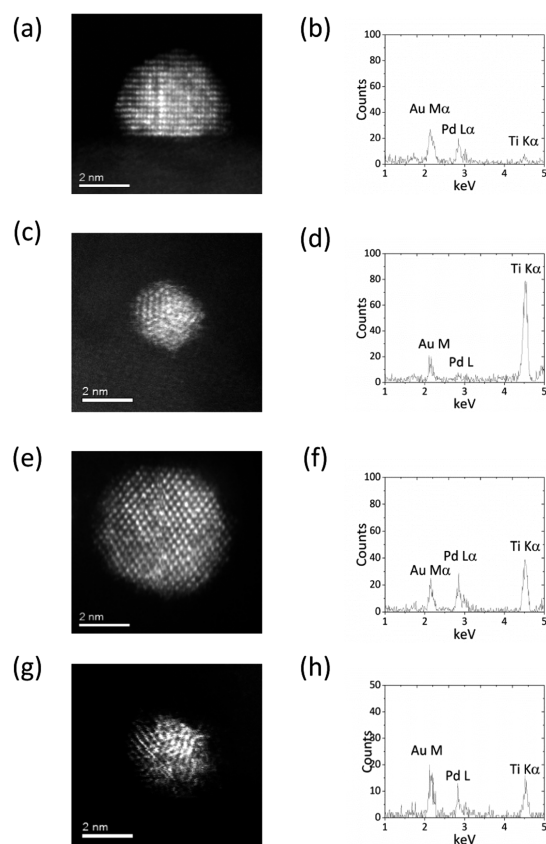 (a)
2 nm
(b)
Counts
100
80
60
40
20
0
Au Mα
Pd Lα
Ti Kα
1 2 3 4 5
keV
(c)
2 nm
(d)
Counts
100
80
60
40
20
0
Au M
Pd L
Ti Kα
1 2 3 4 5
keV
(e)
2 nm
(f)
Counts
100
80
60
40
20
0
Au Mα
Pd Lα
Ti Kα
1 2 3 4 5
keV
(g)
2 nm
(h)
Counts
50
40
30
20
10
0
Au M
Pd L
Ti Kα
1 2 3 4 5
keV